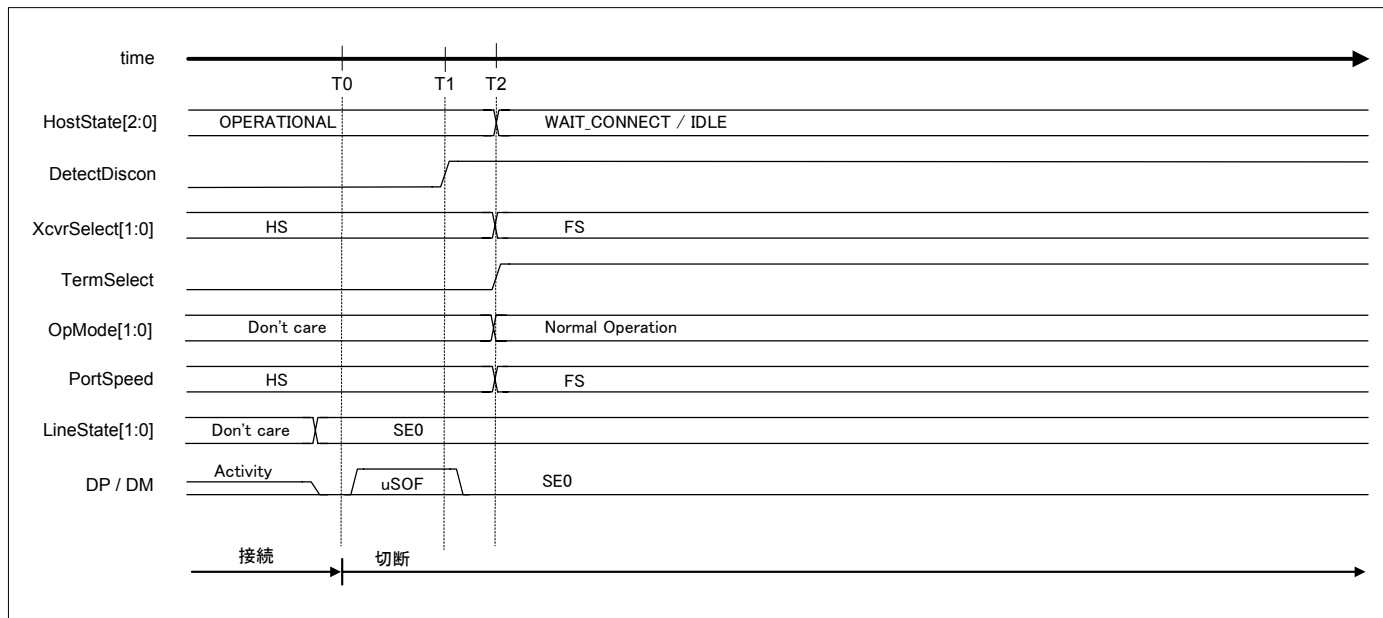 time
T0 T1 T2
HostState[2:0] OPERATIONAL WAIT_CONNECT / IDLE
DetectDiscon
XcvrSelect[1:0] HS FS
TermSelect
OpMode[1:0] Don't care Normal Operation
PortSpeed HS FS
LineState[1:0] Don't care SE0
DP / DM Activity uSOF SE0
接続 切断